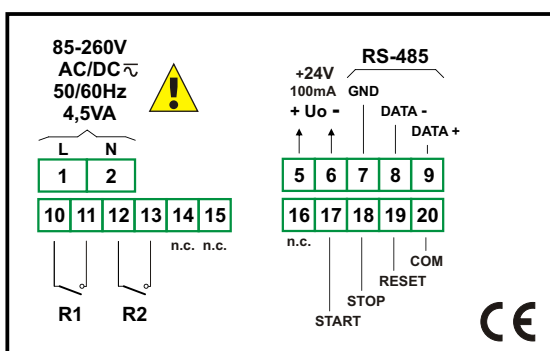 85-260V
AC/DC
50/60Hz
4,5VA
L N
1 2
10 11 12 13 14 15
n.c. n.c.
R1 R2
RS-485
+24V
100mA GND
+ Uo - DATA -
DATA +
5 6 7 8 9
16 17 18 19 20
n.c.
COM
RESET
STOP
START
CE